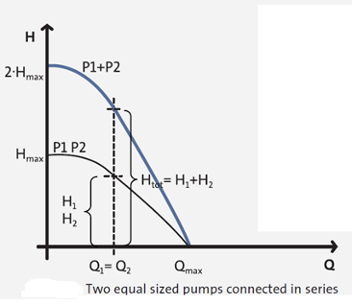 H
P1+P2
2·Hmax
P1 P2
Hmax
Htot= H1+H2
H1
H2
Q1= Q2
Qmax
Q
Two equal sized pumps connected in series